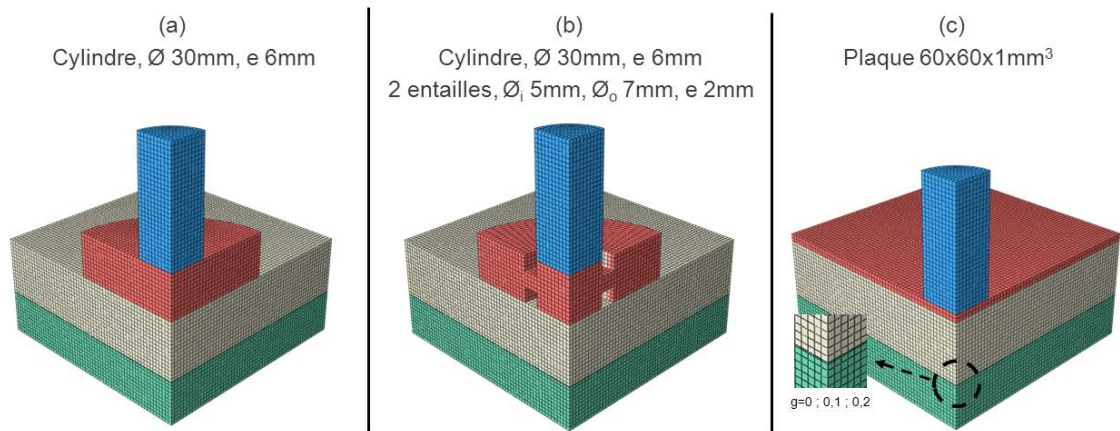 (a)
Cylindre, Ø 30mm, e 6mm
(b)
Cylindre, Ø 30mm, e 6mm
2 entailles, Øᵢ 5mm, Øₒ 7mm, e 2mm
(c)
Plaque 60x60x1mm³
g=0 ; 0,1 ; 0,2